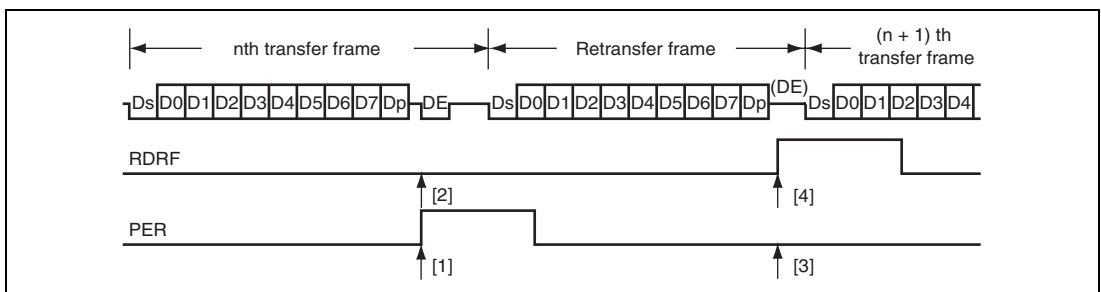 nth transfer frame Retransfer frame (n + 1) th
transfer frame
Ds D0 D1 D2 D3 D4 D5 D6 D7 Dp DE Ds D0 D1 D2 D3 D4 D5 D6 D7 Dp (DE) Ds D0 D1 D2 D3 D4
RDRF
[2] [4]
PER
[1] [3]